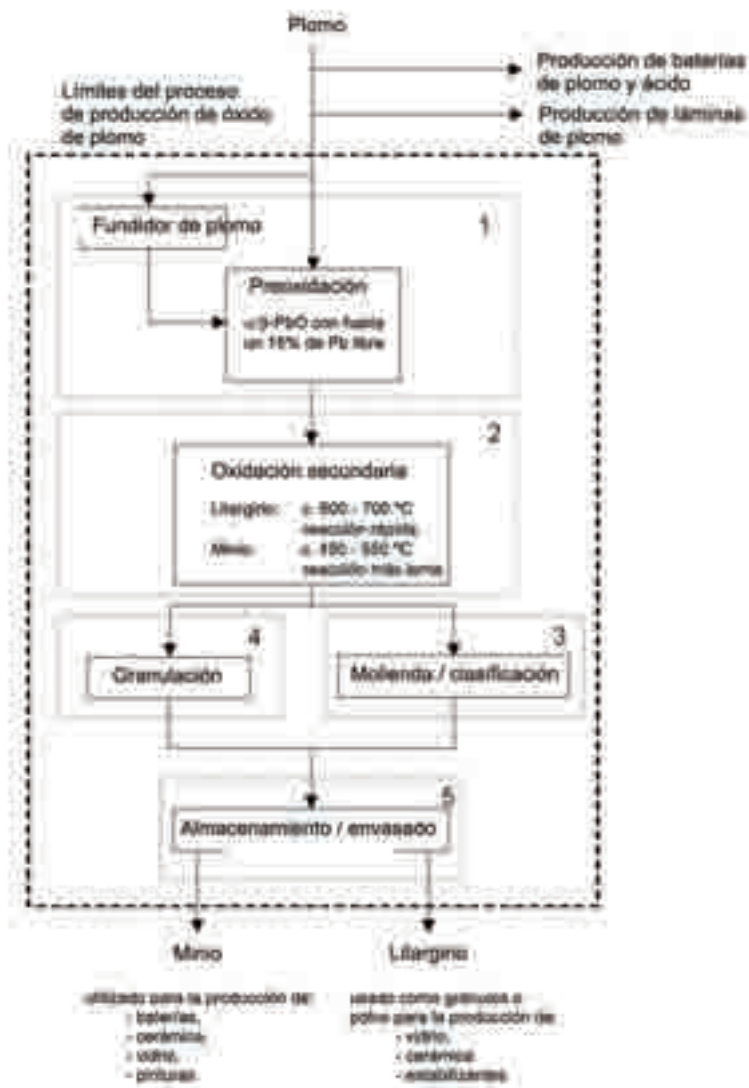 Plomo
Producción de baterías
de plomo y ácido
Límites del proceso
de producción de óxido
de plomo
Producción de láminas
de plomo
1
Fundidor de plomo
Preoxidación
α/β-PbO con hasta
un 15% de Pb libre
2
Oxidación secundaria
Litargirio: c. 600 - 700 ºC
reacción rápida
Minio: c. 450 - 550 ºC
reacción más lenta
4
3
Granulación
Molienda / clasificación
5
Almacenamiento / envasado
Minio
Litargirio
utilizado para la producción de:
- baterías,
- cerámica,
- vidrio,
- pinturas.
usado como gránulos o
polvo para la producción de
- vidrio,
- cerámica
- estabilizantes